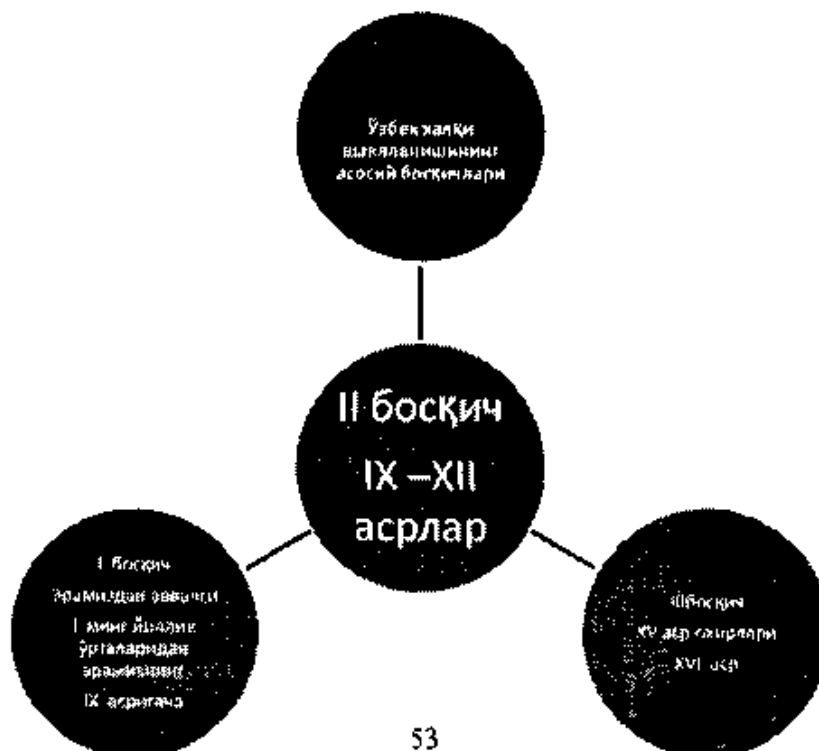 Ўзбек халқи
шаклланишининг
асосий босқичлари
II босқич
IX –XII
асрлар
I босқич
Эрамиздан аввалги
I минг йиллик
ўрталаридан
эрамизнинг
IX асригача
III босқич
XV аср охирлари
XVI аср
53